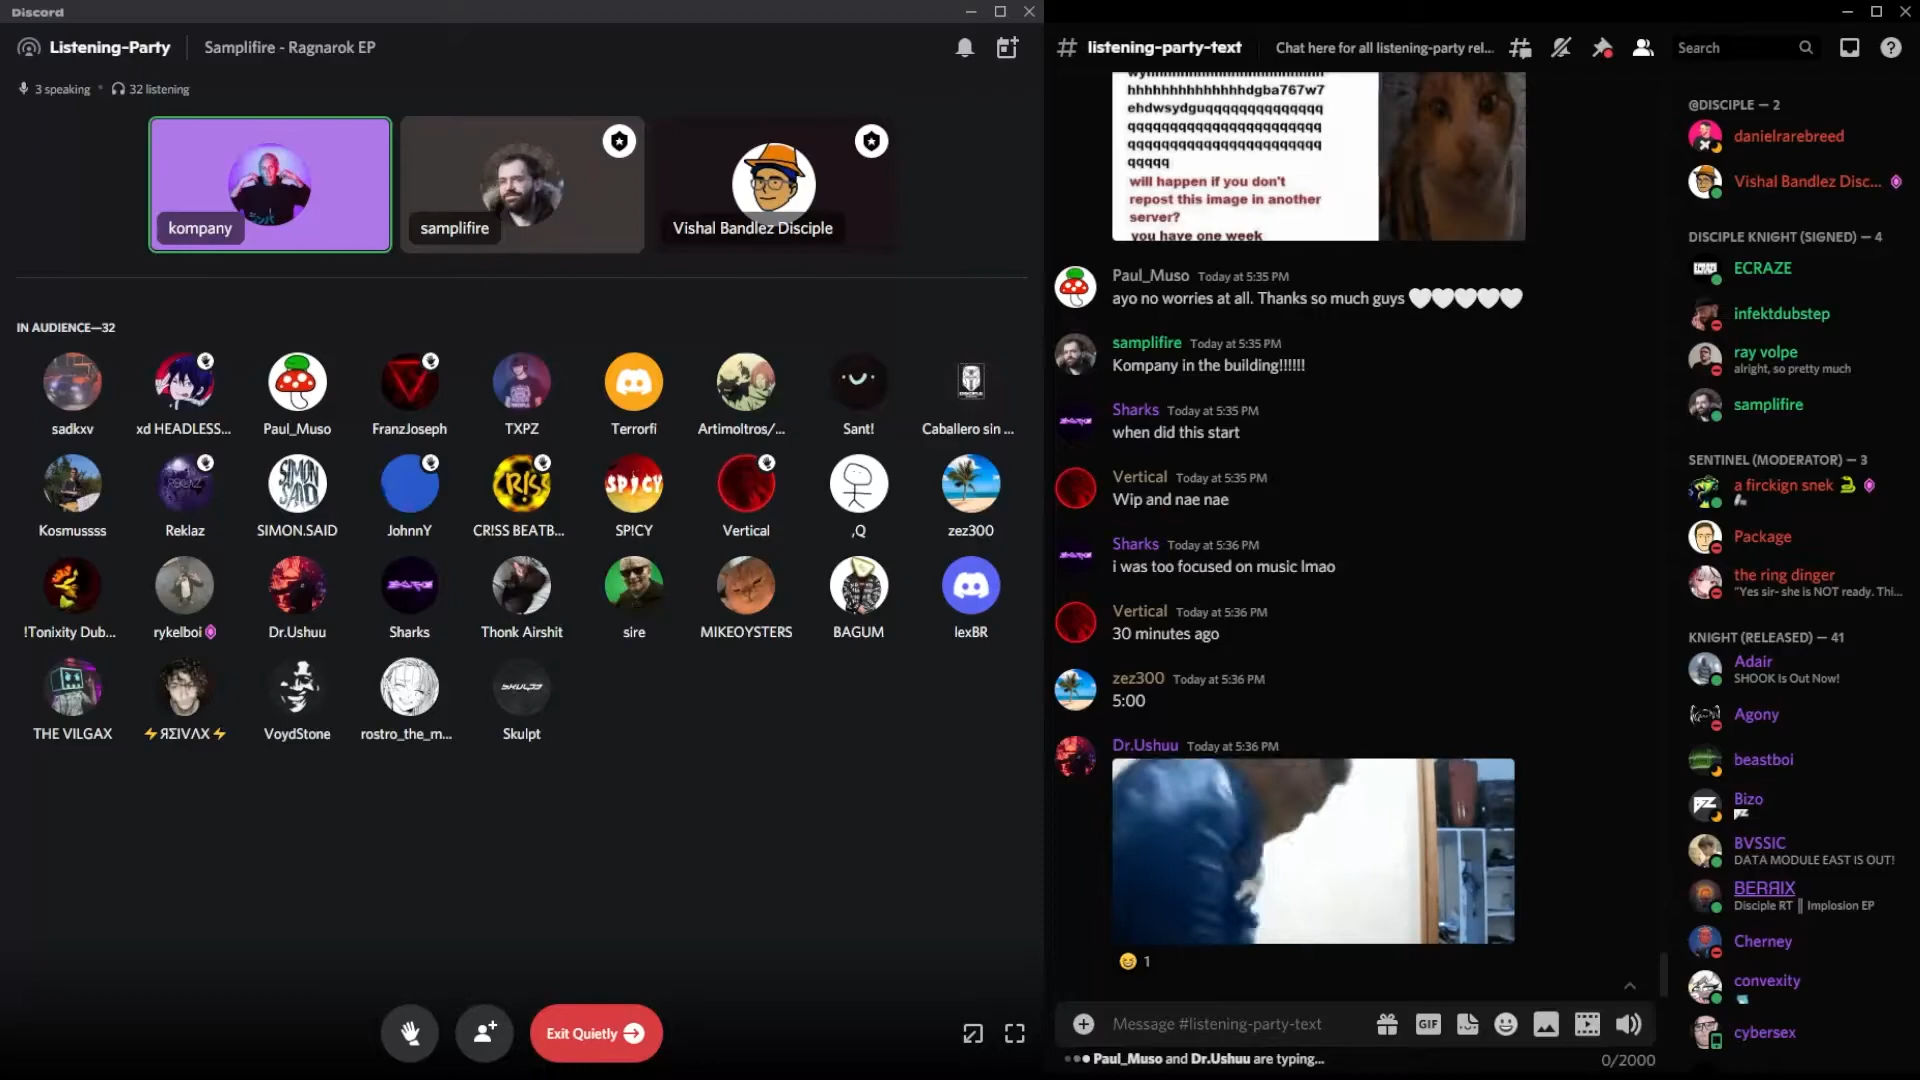 Discord
Listening-Party
Samplifire - Ragnarok EP
3 speaking • 32 listening
kompany
samplifire
Vishal Bandlez Disciple
IN AUDIENCE—32
sadkxv
xd HEADLESS...
Paul_Muso
FranzJoseph
TXPZ
Terrorfi
Artimoltros/...
Sant!
Caballero sin ...
Kosmussss
Reklaz
SIMON.SAID
JohnnY
CR!SS BEATB...
SP!CY
Vertical
,Q
zez300
!Tonixity Dub...
rykelboi
Dr.Ushuu
Sharks
Thonk Airshit
sire
MIKEOYSTERS
BAGUM
lexBR
THE VILGAX
⚡ЯΣIVΛX⚡
VoydStone
rostro_the_m...
Skulpt
Exit Quietly
listening-party-text
Chat here for all listening-party rel...
Search
hhhhhhhhhhhhhhdgba767w7
will happen if you don't
repost this image in another
server?
you have one week
Paul_Muso Today at 5:35 PM
ayo no worries at all. Thanks so much guys 🤍🤍🤍🤍🤍
samplifire Today at 5:35 PM
Kompany in the building!!!!!!
Sharks Today at 5:35 PM
when did this start
Vertical Today at 5:35 PM
Wip and nae nae
Sharks Today at 5:36 PM
i was too focused on music lmao
Vertical Today at 5:36 PM
30 minutes ago
zez300 Today at 5:36 PM
5:00
Dr.Ushuu Today at 5:36 PM
1
Message #listening-party-text
GIF
Paul_Muso and Dr.Ushuu are typing...
0/2000
@DISCIPLE — 2
danielrarebreed
Vishal Bandlez Disc...
DISCIPLE KNIGHT (SIGNED) — 4
ECRAZE
infektdubstep
ray volpe
alright, so pretty much
samplifire
SENTINEL (MODERATOR) — 3
a firckign snek 🐍
Package
the ring dinger
"Yes sir- she is NOT ready. Thi...
KNIGHT (RELEASED) — 41
Adair
SHOOK Is Out Now!
Agony
beastboi
Bizo
BVSSIC
DATA MODULE EAST IS OUT!
BERЯIX
Disciple RT ║ Implosion EP
Cherney
convexity
cybersex